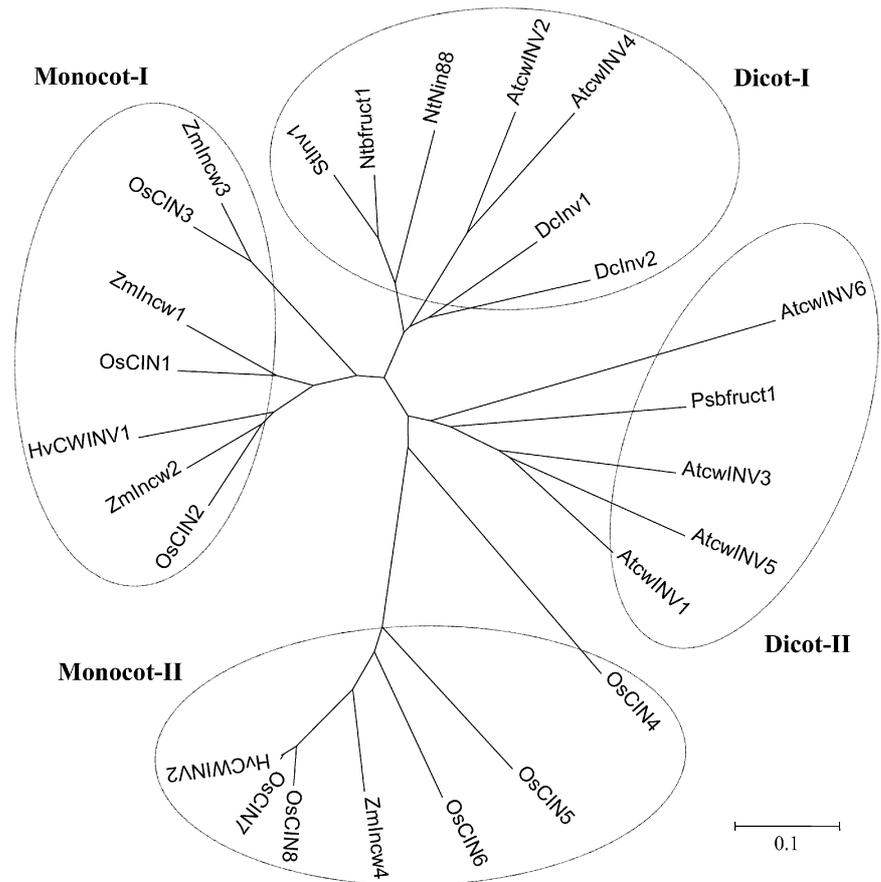 Monocot-I
Dicot-I
StInv1
Ntbfruct1
NtNin88
AtcwINV2
AtcwINV4
DcInv1
DcInv2
ZmIncw3
OsCIN3
ZmIncw1
OsCIN1
HvCWINV1
ZmIncw2
OsCIN2
AtcwINV6
Psbfruct1
AtcwINV3
AtcwINV5
AtcwINV1
Dicot-II
Monocot-II
OsCIN4
HvCWINV2
OsCIN7
OsCIN8
ZmIncw4
OsCIN6
OsCIN5
0.1